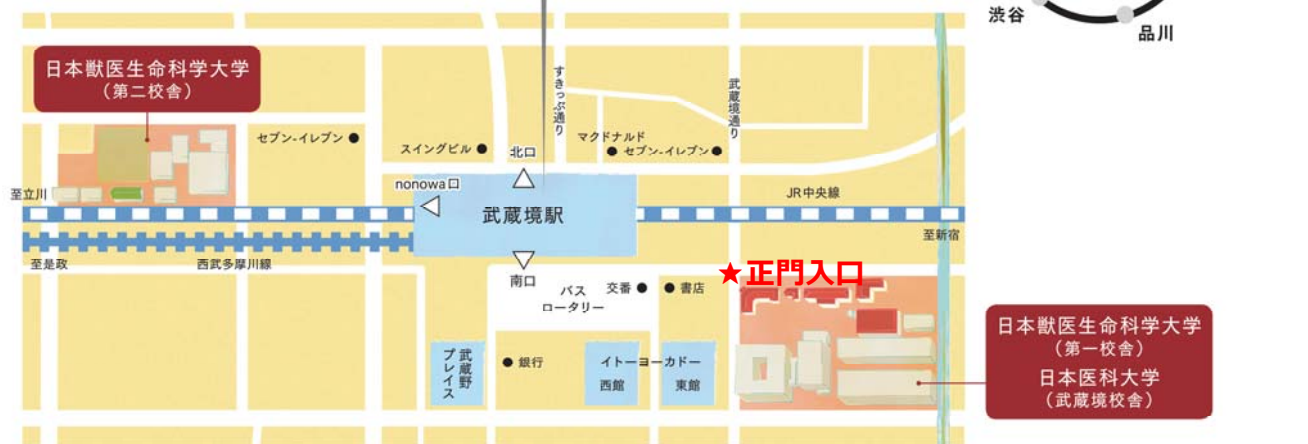 渋谷
品川
日本獣医生命科学大学
（第二校舎）
すきっぷ通り
武蔵境通り
セブン-イレブン
スイングビル
北口
マクドナルド
セブン-イレブン
至立川
nonowa口
武蔵境駅
JR中央線
至新宿
至是政
西武多摩川線
南口
バス
ロータリー
交番
書店
★正門入口
武蔵野
プレイス
銀行
イトーヨーカドー
西館
東館
日本獣医生命科学大学
（第一校舎）
日本医科大学
（武蔵境校舎）